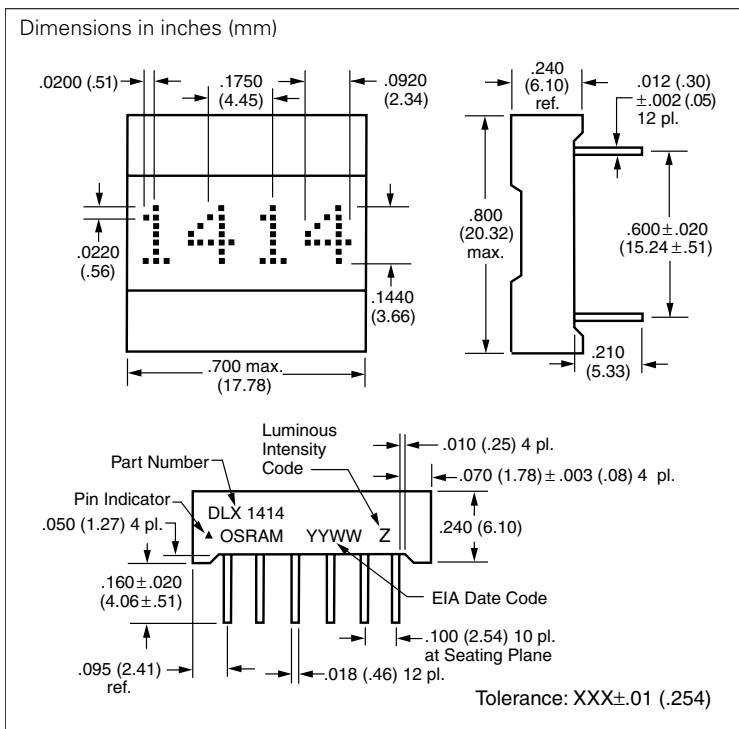 Dimensions in inches (mm)
.0200 (.51)
.1750
(4.45)
.0920
(2.34)
.240
(6.10)
ref.
.012 (.30)
±.002 (.05)
12 pl.
.0220
(.56)
1414
.1440
(3.66)
.800
(20.32)
max.
.600±.020
(15.24±.51)
.700 max.
(17.78)
.210
(5.33)
Luminous
Intensity
Code
Part Number
Pin Indicator
.010 (.25) 4 pl.
.070 (1.78)±.003 (.08) 4 pl.
.050 (1.27) 4 pl.
DLX 1414
OSRAM YYWW Z
.240 (6.10)
.160±.020
(4.06±.51)
EIA Date Code
.100 (2.54) 10 pl.
at Seating Plane
.095 (2.41)
ref.
.018 (.46) 12 pl.
Tolerance: XXX±.01 (.254)